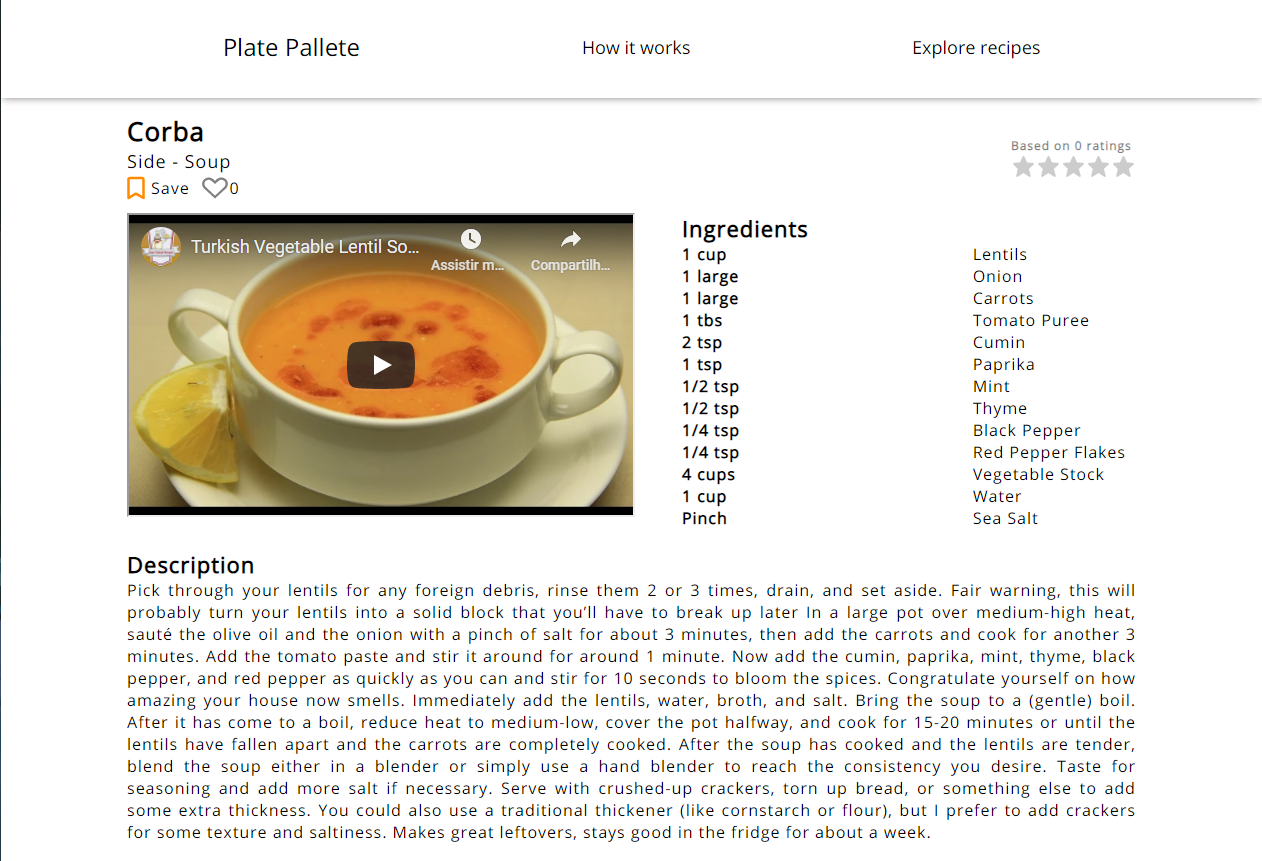 Plate Pallete
How it works
Explore recipes
Corba
Side - Soup
Save
0
Based on 0 ratings
Turkish Vegetable Lentil So...
Assistir m...
Compartilh...
Ingredients
1 cup Lentils
1 large Onion
1 large Carrots
1 tbs Tomato Puree
2 tsp Cumin
1 tsp Paprika
1/2 tsp Mint
1/2 tsp Thyme
1/4 tsp Black Pepper
1/4 tsp Red Pepper Flakes
4 cups Vegetable Stock
1 cup Water
Pinch Sea Salt
Description
Pick through your lentils for any foreign debris, rinse them 2 or 3 times, drain, and set aside. Fair warning, this will
probably turn your lentils into a solid block that you’ll have to break up later In a large pot over medium-high heat,
sauté the olive oil and the onion with a pinch of salt for about 3 minutes, then add the carrots and cook for another 3
minutes. Add the tomato paste and stir it around for around 1 minute. Now add the cumin, paprika, mint, thyme, black
pepper, and red pepper as quickly as you can and stir for 10 seconds to bloom the spices. Congratulate yourself on how
amazing your house now smells. Immediately add the lentils, water, broth, and salt. Bring the soup to a (gentle) boil.
After it has come to a boil, reduce heat to medium-low, cover the pot halfway, and cook for 15-20 minutes or until the
lentils have fallen apart and the carrots are completely cooked. After the soup has cooked and the lentils are tender,
blend the soup either in a blender or simply use a hand blender to reach the consistency you desire. Taste for
seasoning and add more salt if necessary. Serve with crushed-up crackers, torn up bread, or something else to add
some extra thickness. You could also use a traditional thickener (like cornstarch or flour), but I prefer to add crackers
for some texture and saltiness. Makes great leftovers, stays good in the fridge for about a week.